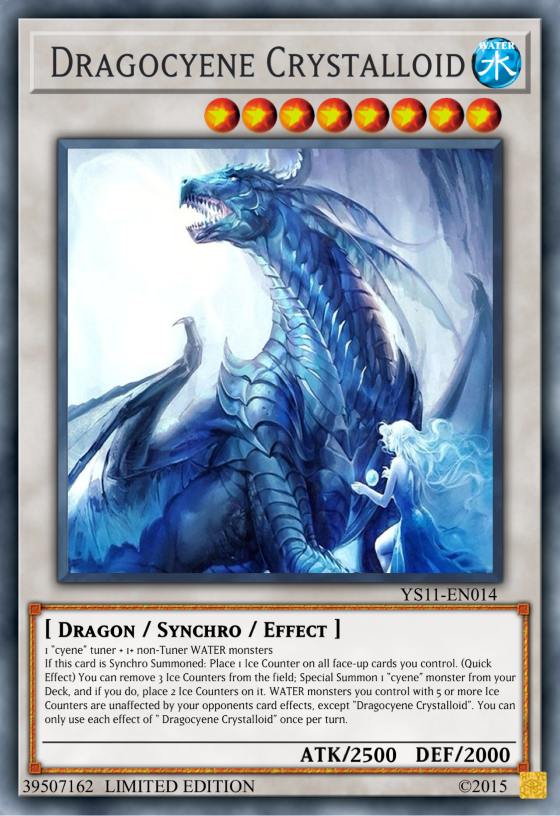 DRAGOCYENE CRYSTALLOID
WATER
水
YS11-EN014
[ DRAGON / SYNCHRO / EFFECT ]
1 "cyene" tuner + 1+ non-Tuner WATER monsters
If this card is Synchro Summoned: Place 1 Ice Counter on all face-up cards you control. (Quick
Effect) You can remove 3 Ice Counters from the field; Special Summon 1 "cyene" monster from your
Deck, and if you do, place 2 Ice Counters on it. WATER monsters you control with 5 or more Ice
Counters are unaffected by your opponents card effects, except "Dragocyene Crystalloid". You can
only use each effect of " Dragocyene Crystalloid" once per turn.
ATK/2500 DEF/2000
39507162 LIMITED EDITION ©2015